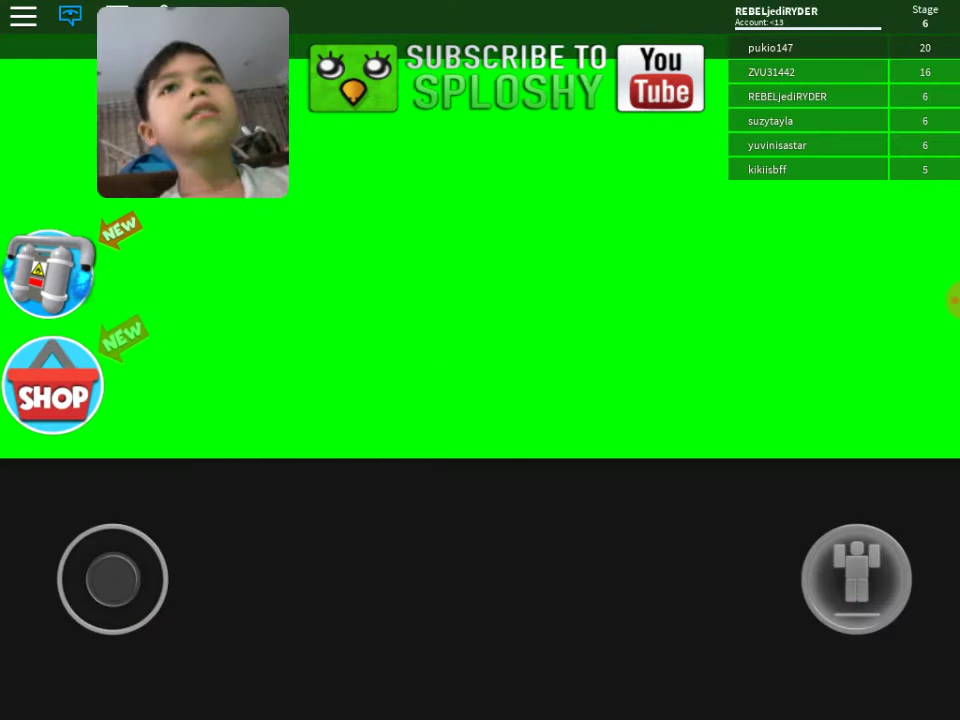 REBELjediRYDER
Account: <13
Stage
6
SUBSCRIBE TO
SPLOSHY
You
Tube
pukio147 20
ZVU31442 16
REBELjediRYDER 6
suzytayla 6
yuvinisastar 6
kikiisbff 5
NEW
NEW
SHOP